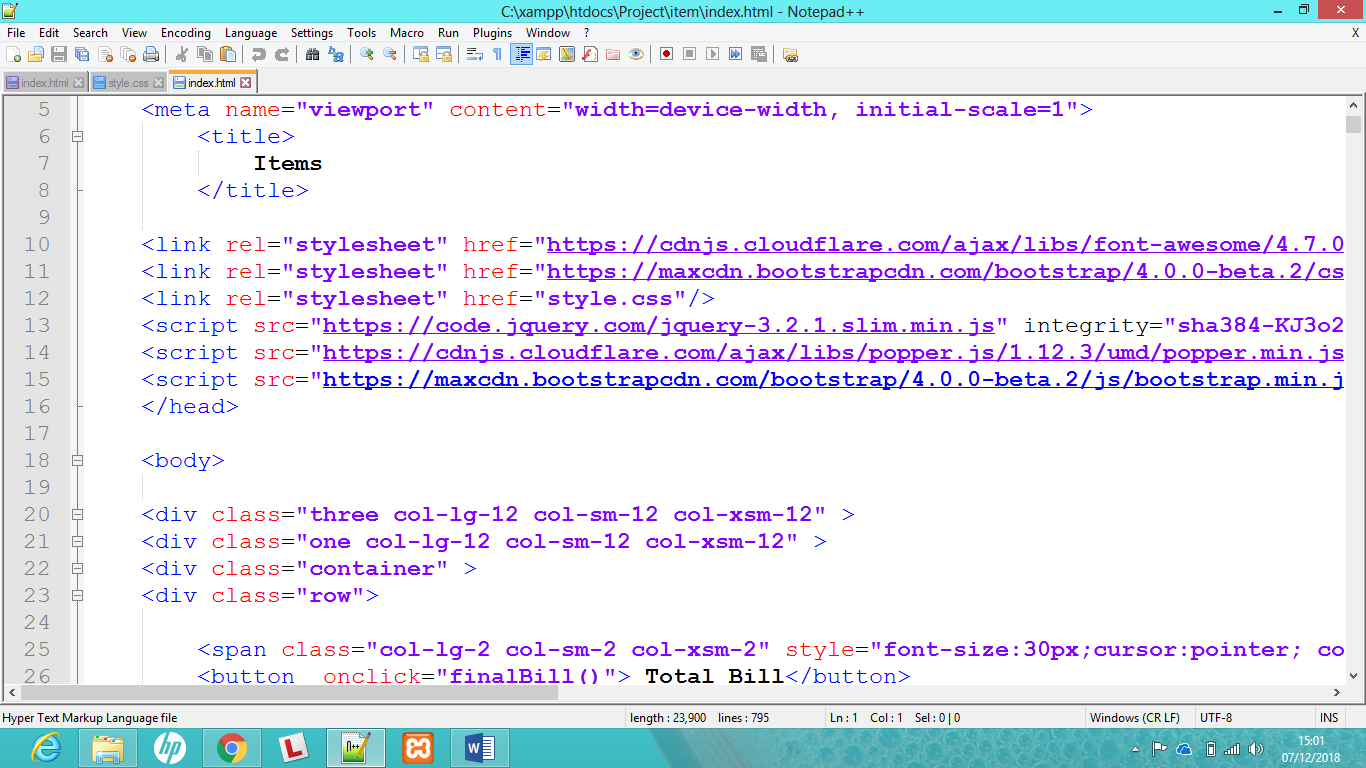 C:\xampp\htdocs\Project\item\index.html - Notepad++
File Edit Search View Encoding Language Settings Tools Macro Run Plugins Window ? X
index.html style.css index.html
5 <meta name="viewport" content="width=device-width, initial-scale=1">
6 <title>
7 Items
8 </title>
9
10 <link rel="stylesheet" href="https://cdnjs.cloudflare.com/ajax/libs/font-awesome/4.7.0
11 <link rel="stylesheet" href="https://maxcdn.bootstrapcdn.com/bootstrap/4.0.0-beta.2/cs
12 <link rel="stylesheet" href="style.css"/>
13 <script src="https://code.jquery.com/jquery-3.2.1.slim.min.js" integrity="sha384-KJ3o2
14 <script src="https://cdnjs.cloudflare.com/ajax/libs/popper.js/1.12.3/umd/popper.min.js
15 <script src="https://maxcdn.bootstrapcdn.com/bootstrap/4.0.0-beta.2/js/bootstrap.min.j
16 </head>
17
18 <body>
19
20 <div class="three col-lg-12 col-sm-12 col-xsm-12" >
21 <div class="one col-lg-12 col-sm-12 col-xsm-12" >
22 <div class="container" >
23 <div class="row">
24
25 <span class="col-lg-2 col-sm-2 col-xsm-2" style="font-size:30px;cursor:pointer; co
26 <button onclick="finalBill()"> Total Bill</button>
Hyper Text Markup Language file length : 23,900 lines : 795 Ln : 1 Col : 1 Sel : 0 | 0 Windows (CR LF) UTF-8 INS
15:01
07/12/2018